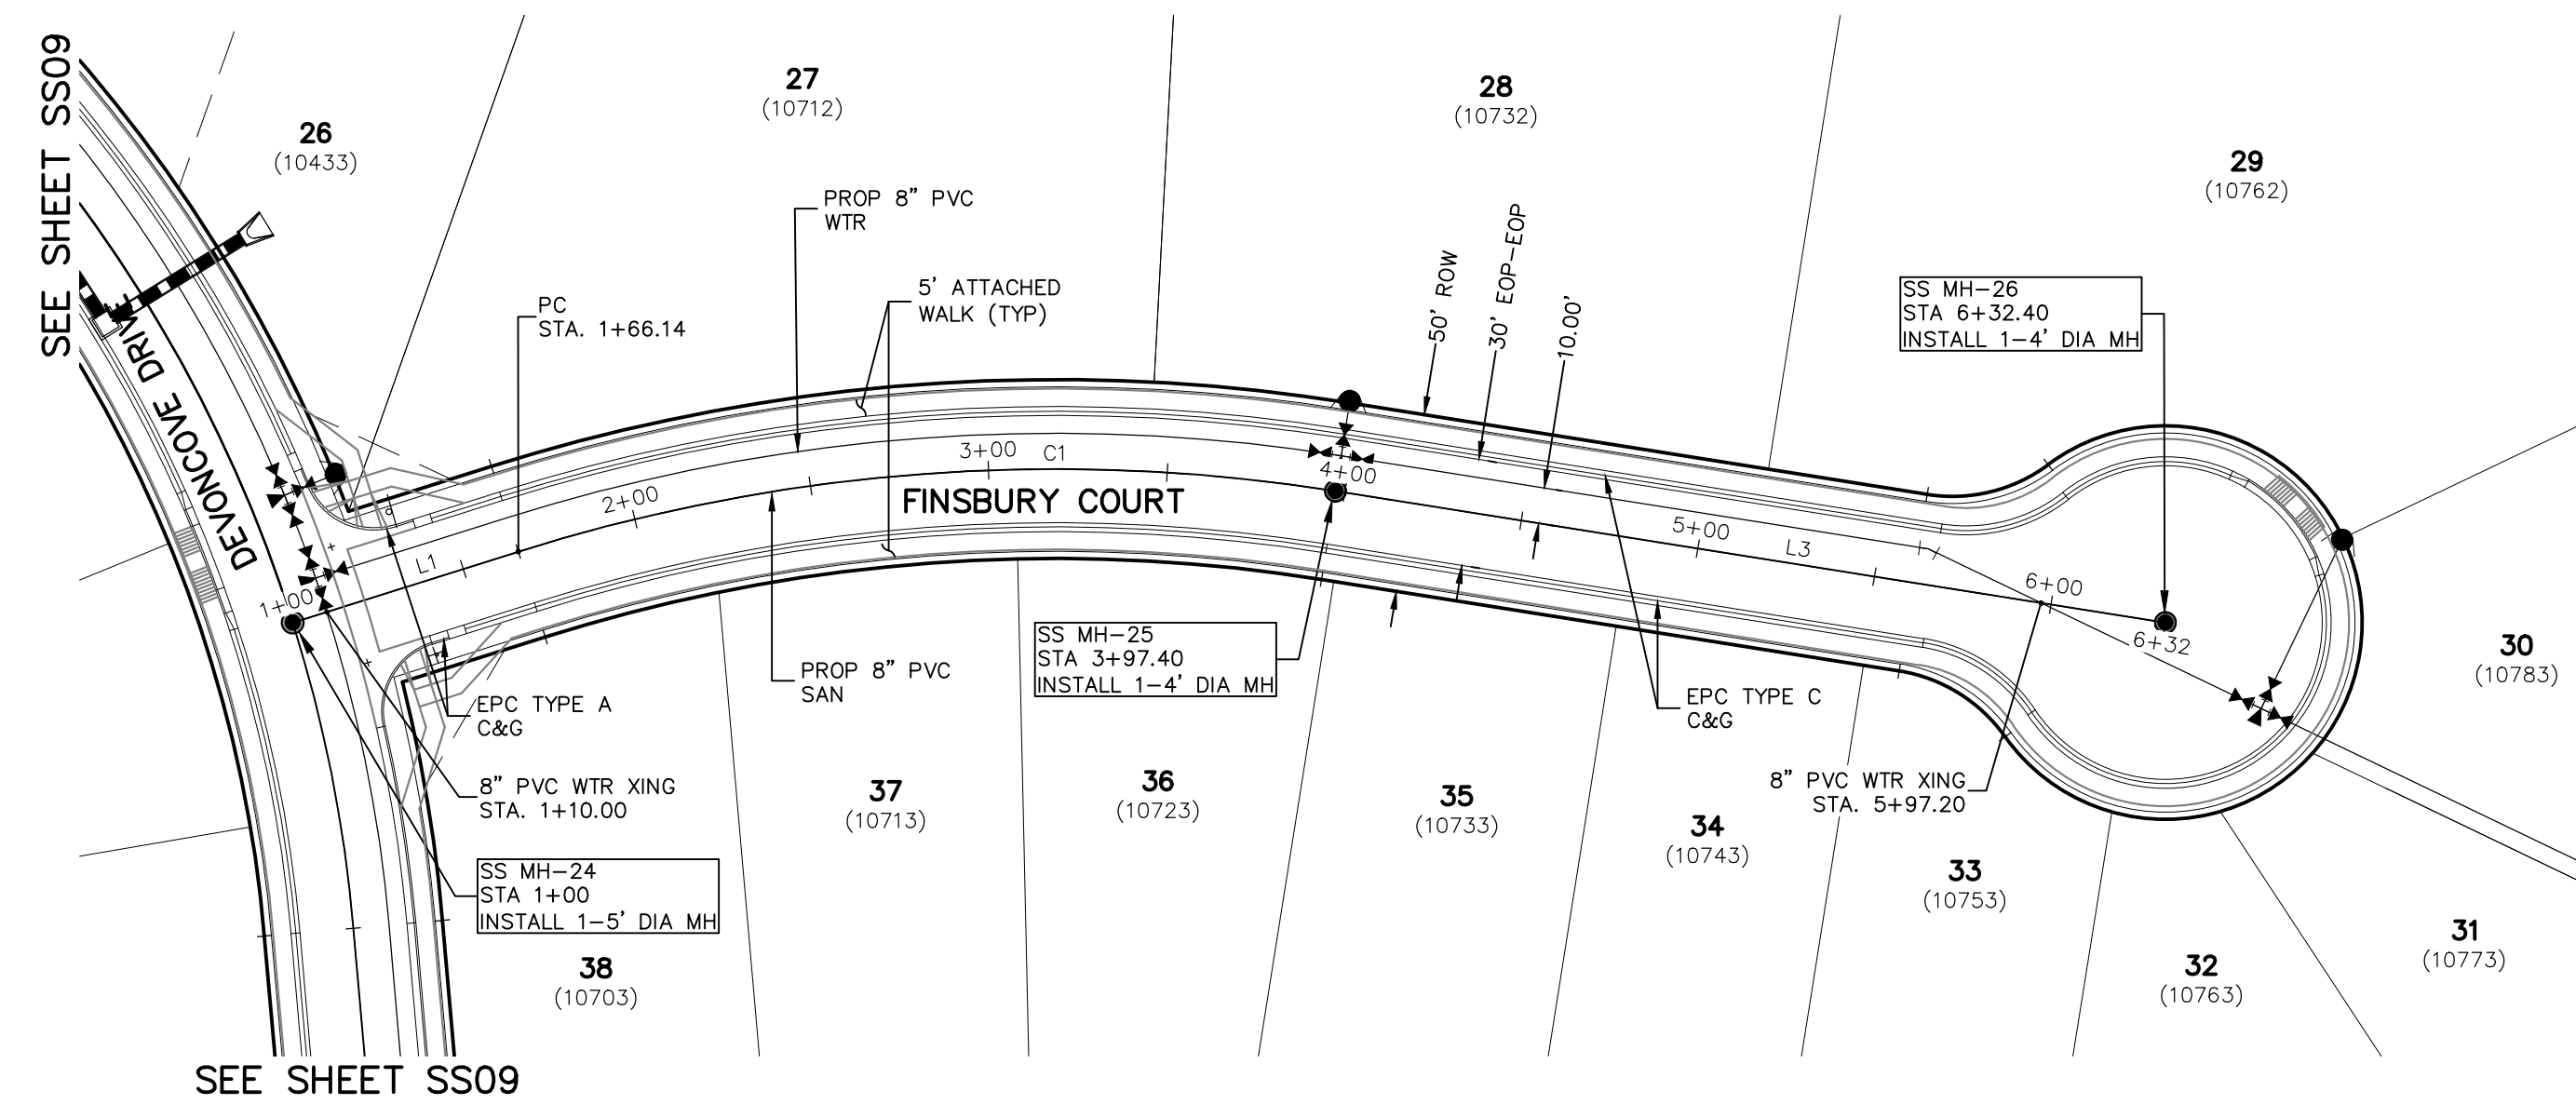 SEE SHEET SS09
26
(10433)
27
(10712)
28
(10732)
29
(10762)
PROP 8" PVC
WTR
5' ATTACHED
WALK (TYP)
PC
STA. 1+66.14
50' ROW
30' EOP-EOP
10.00'
SS MH-26
STA 6+32.40
INSTALL 1-4' DIA MH
DEVONCOVE DRIV
1+00
L1
2+00
3+00
C1
4+00
FINSBURY COURT
5+00
L3
6+00
6+32
30
(10783)
SS MH-25
STA 3+97.40
INSTALL 1-4' DIA MH
PROP 8" PVC
SAN
EPC TYPE A
C&G
EPC TYPE C
C&G
8" PVC WTR XING
STA. 1+10.00
8" PVC WTR XING
STA. 5+97.20
37
(10713)
36
(10723)
35
(10733)
34
(10743)
33
(10753)
SS MH-24
STA 1+00
INSTALL 1-5' DIA MH
38
(10703)
32
(10763)
31
(10773)
SEE SHEET SS09